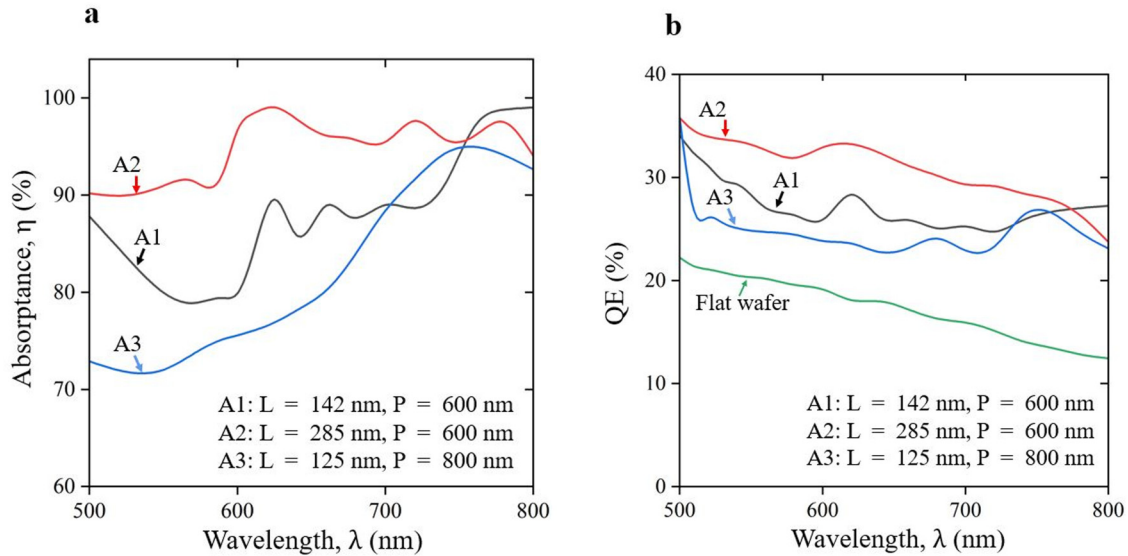 a
Absorptance, η (%)
100
90
80
70
60
A2
A1
A3
A1: L = 142 nm, P = 600 nm
A2: L = 285 nm, P = 600 nm
A3: L = 125 nm, P = 800 nm
500 600 700 800
Wavelength, λ (nm)
b
QE (%)
40
30
20
10
0
A2
A1
A3
Flat wafer
A1: L = 142 nm, P = 600 nm
A2: L = 285 nm, P = 600 nm
A3: L = 125 nm, P = 800 nm
500 600 700 800
Wavelength, λ (nm)